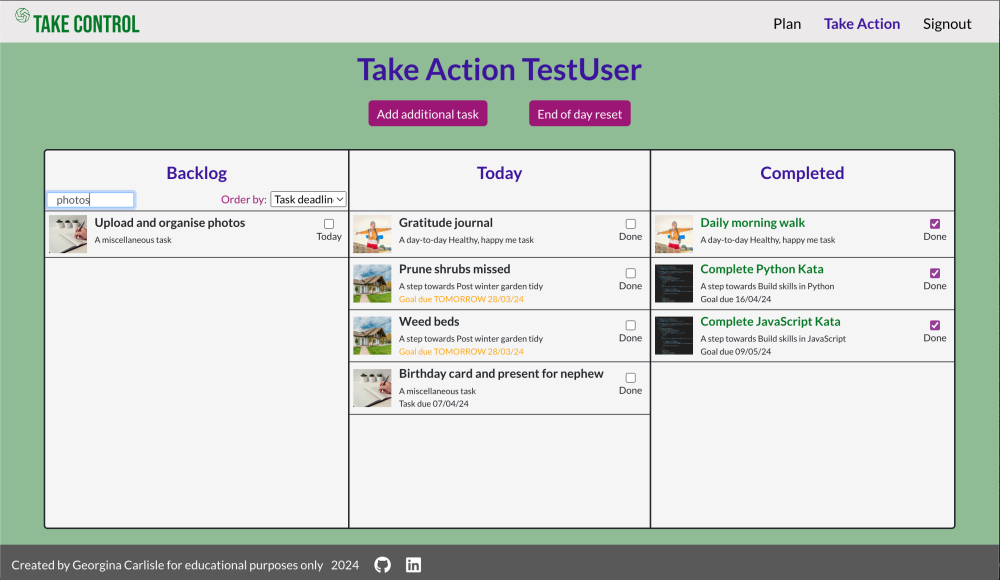 TAKE CONTROL
Plan Take Action Signout
Take Action TestUser
Add additional task End of day reset
Backlog
photos Order by: Task deadlin
Upload and organise photos
A miscellaneous task
Today
Today
Gratitude journal
A day-to-day Healthy, happy me task
Done
Prune shrubs missed
A step towards Post winter garden tidy
Goal due TOMORROW 28/03/24
Done
Weed beds
A step towards Post winter garden tidy
Goal due TOMORROW 28/03/24
Done
Birthday card and present for nephew
A miscellaneous task
Task due 07/04/24
Done
Completed
Daily morning walk
A day-to-day Healthy, happy me task
Done
Complete Python Kata
A step towards Build skills in Python
Goal due 16/04/24
Done
Complete JavaScript Kata
A step towards Build skills in JavaScript
Goal due 09/05/24
Done
Created by Georgina Carlisle for educational purposes only 2024